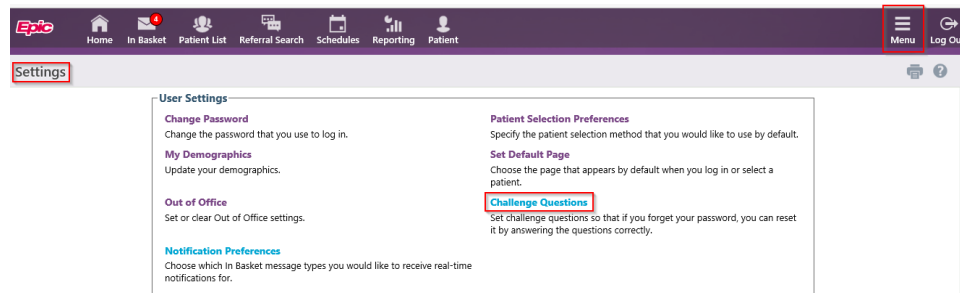 Epic
4
Home In Basket Patient List Referral Search Schedules Reporting Patient Menu Log Ou
Settings
User Settings
Change Password
Change the password that you use to log in.
Patient Selection Preferences
Specify the patient selection method that you would like to use by default.
My Demographics
Update your demographics.
Set Default Page
Choose the page that appears by default when you log in or select a
patient.
Out of Office
Set or clear Out of Office settings.
Challenge Questions
Set challenge questions so that if you forget your password, you can reset
it by answering the questions correctly.
Notification Preferences
Choose which In Basket message types you would like to receive real-time
notifications for.